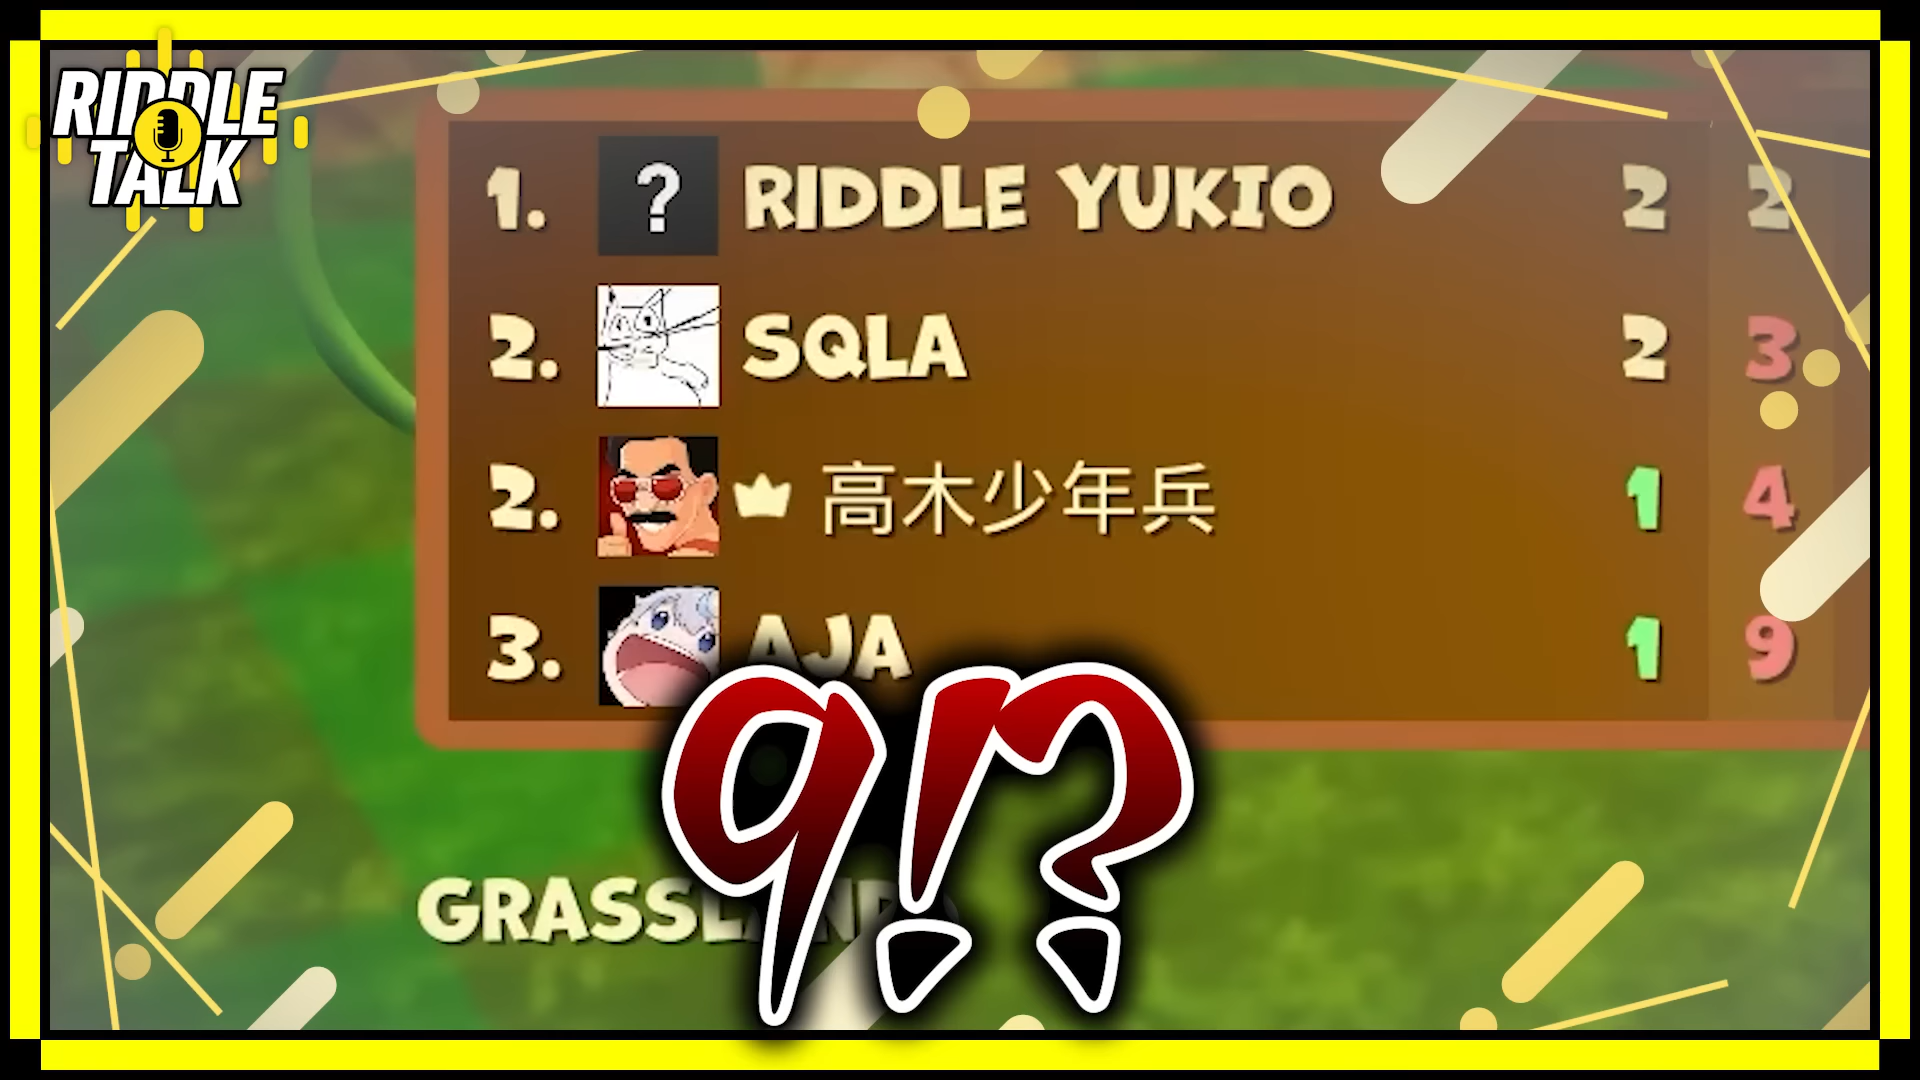 RIDDLE
TALK
1. ? RIDDLE YUKIO 2 2
2. SQLA 2 3
2. 高木少年兵 1 4
3. AJA 1 9
9!?
GRASSLANDS